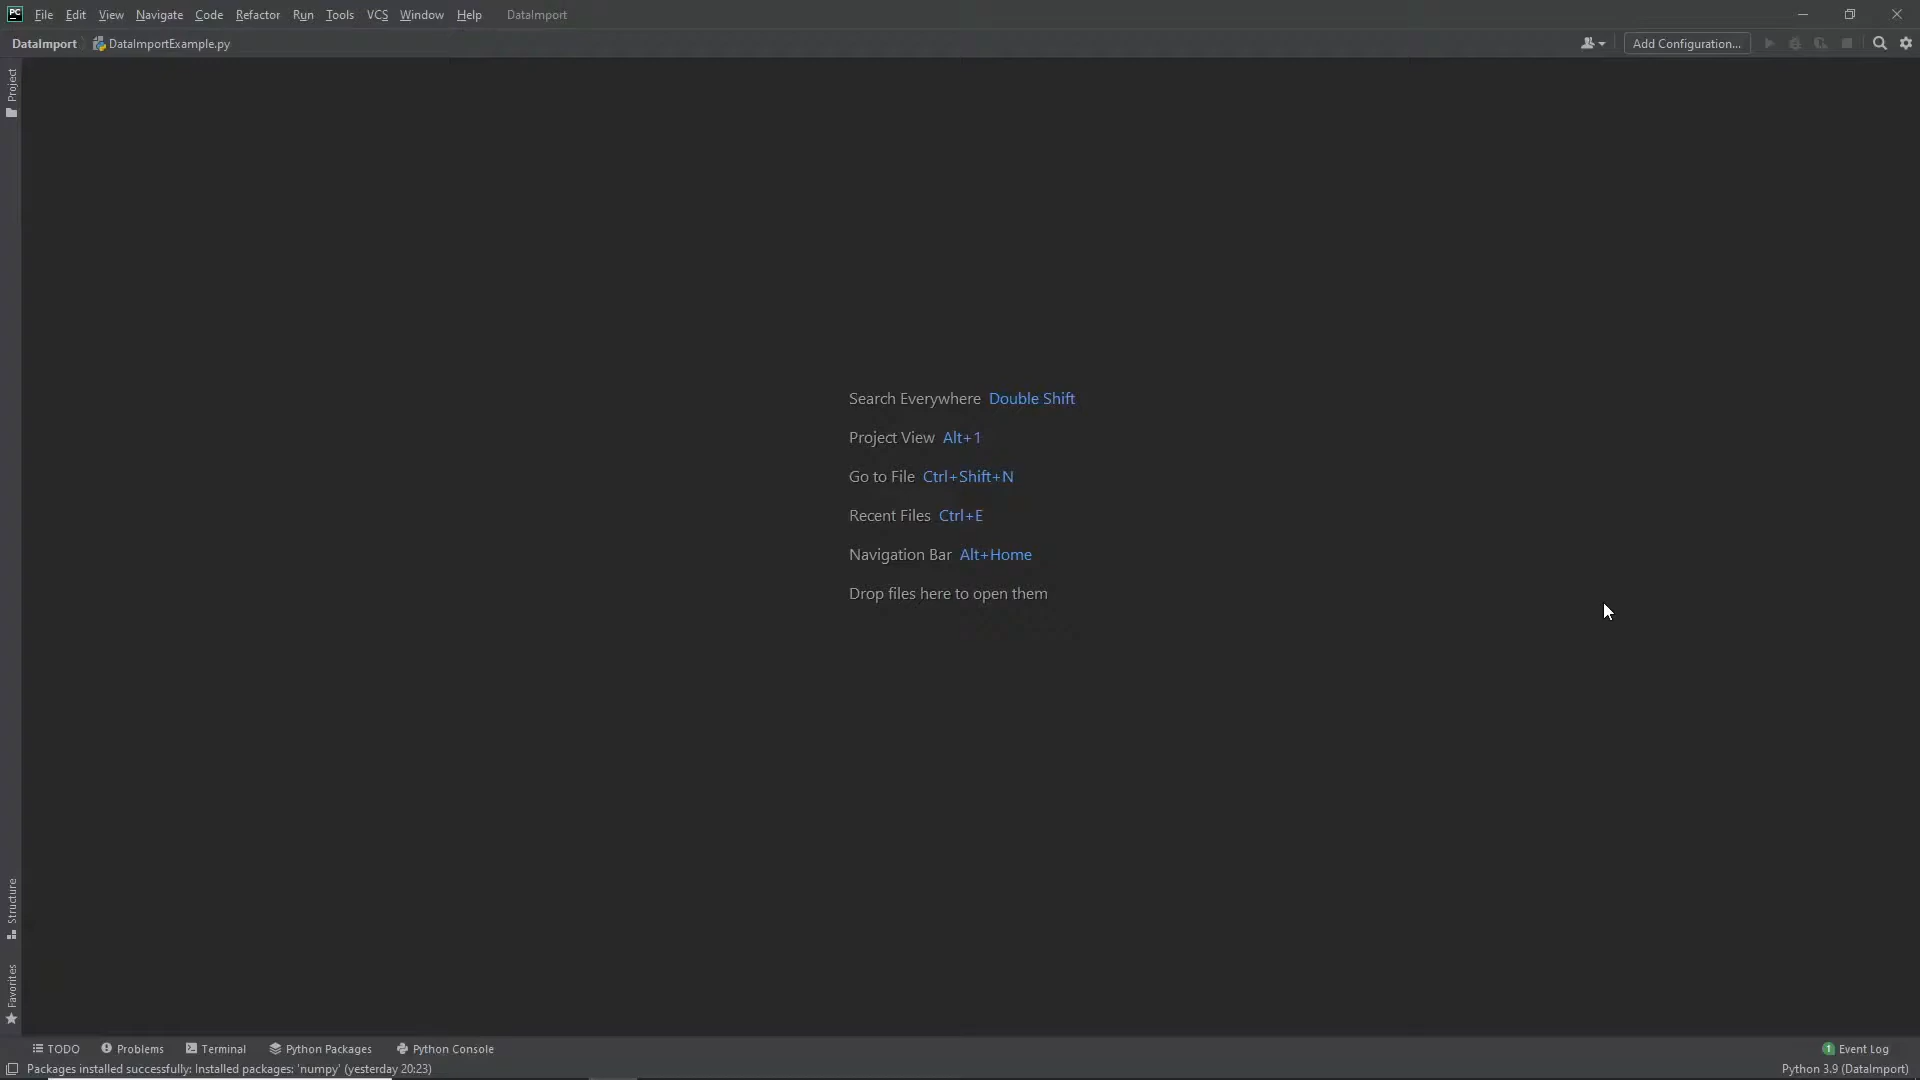 PC File Edit View Navigate Code Refactor Run Tools VCS Window Help DataImport
DataImport DataImportExample.py Add Configuration...
Project
Search Everywhere Double Shift
Project View Alt+1
Go to File Ctrl+Shift+N
Recent Files Ctrl+E
Navigation Bar Alt+Home
Drop files here to open them
Structure
Favorites
TODO Problems Terminal Python Packages Python Console 1 Event Log
Packages installed successfully: Installed packages: 'numpy' (yesterday 20:23) Python 3.9 (DataImport)